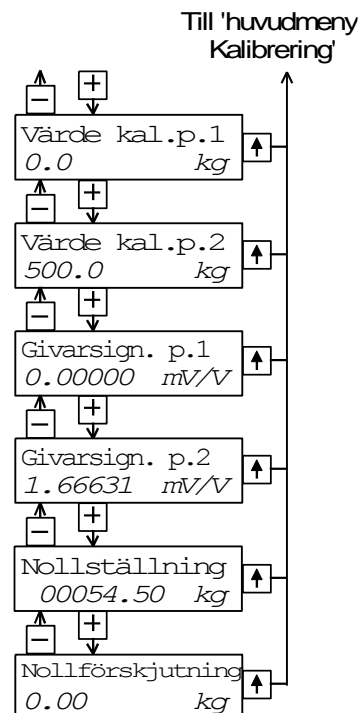 Till 'huvudmeny
Kalibrering'
+
−
Värde kal.p.1
0.0 kg
+
−
Värde kal.p.2
500.0 kg
+
−
Givarsign. p.1
0.00000 mV/V
+
−
Givarsign. p.2
1.66631 mV/V
+
−
Nollställning
00054.50 kg
+
−
Nollförskjutning
0.00 kg